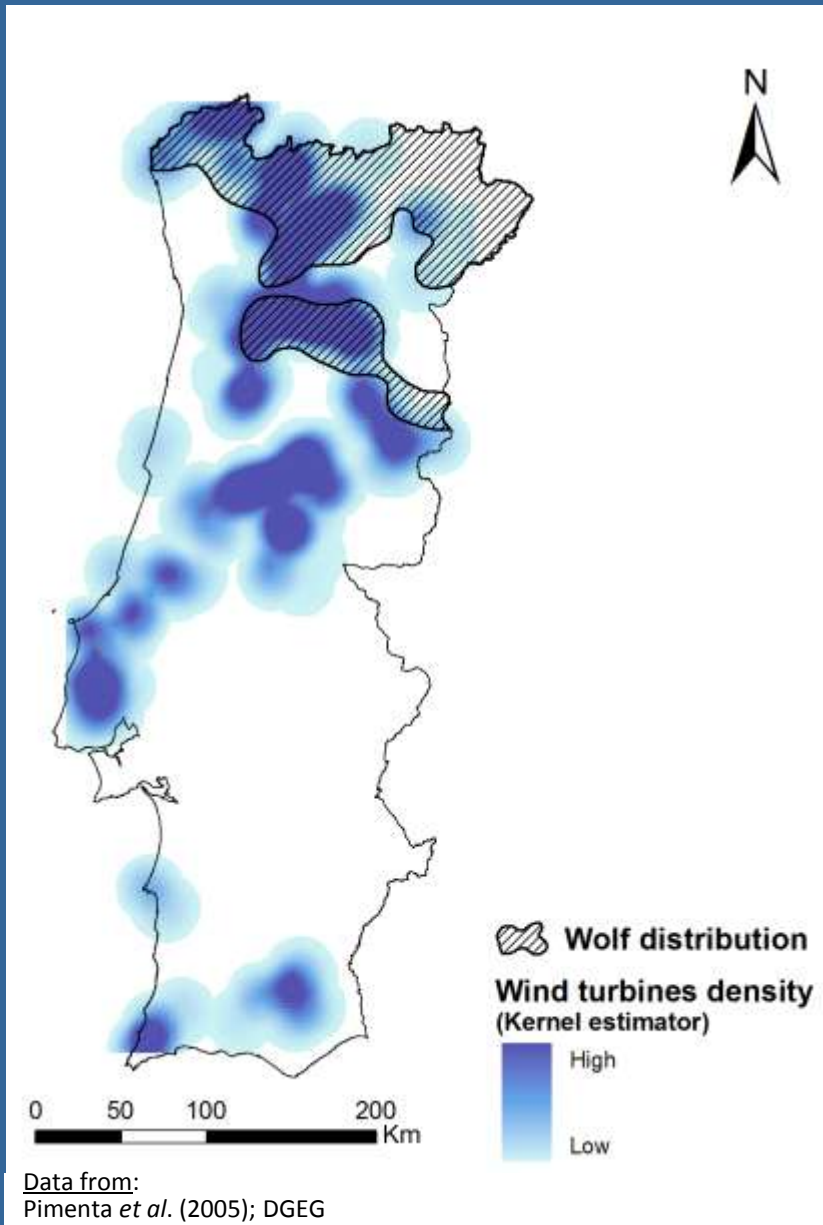 N
Wolf distribution
Wind turbines density
(Kernel estimator)
High
Low
0 50 100 200
Km
Data from:
Pimenta et al. (2005); DGEG